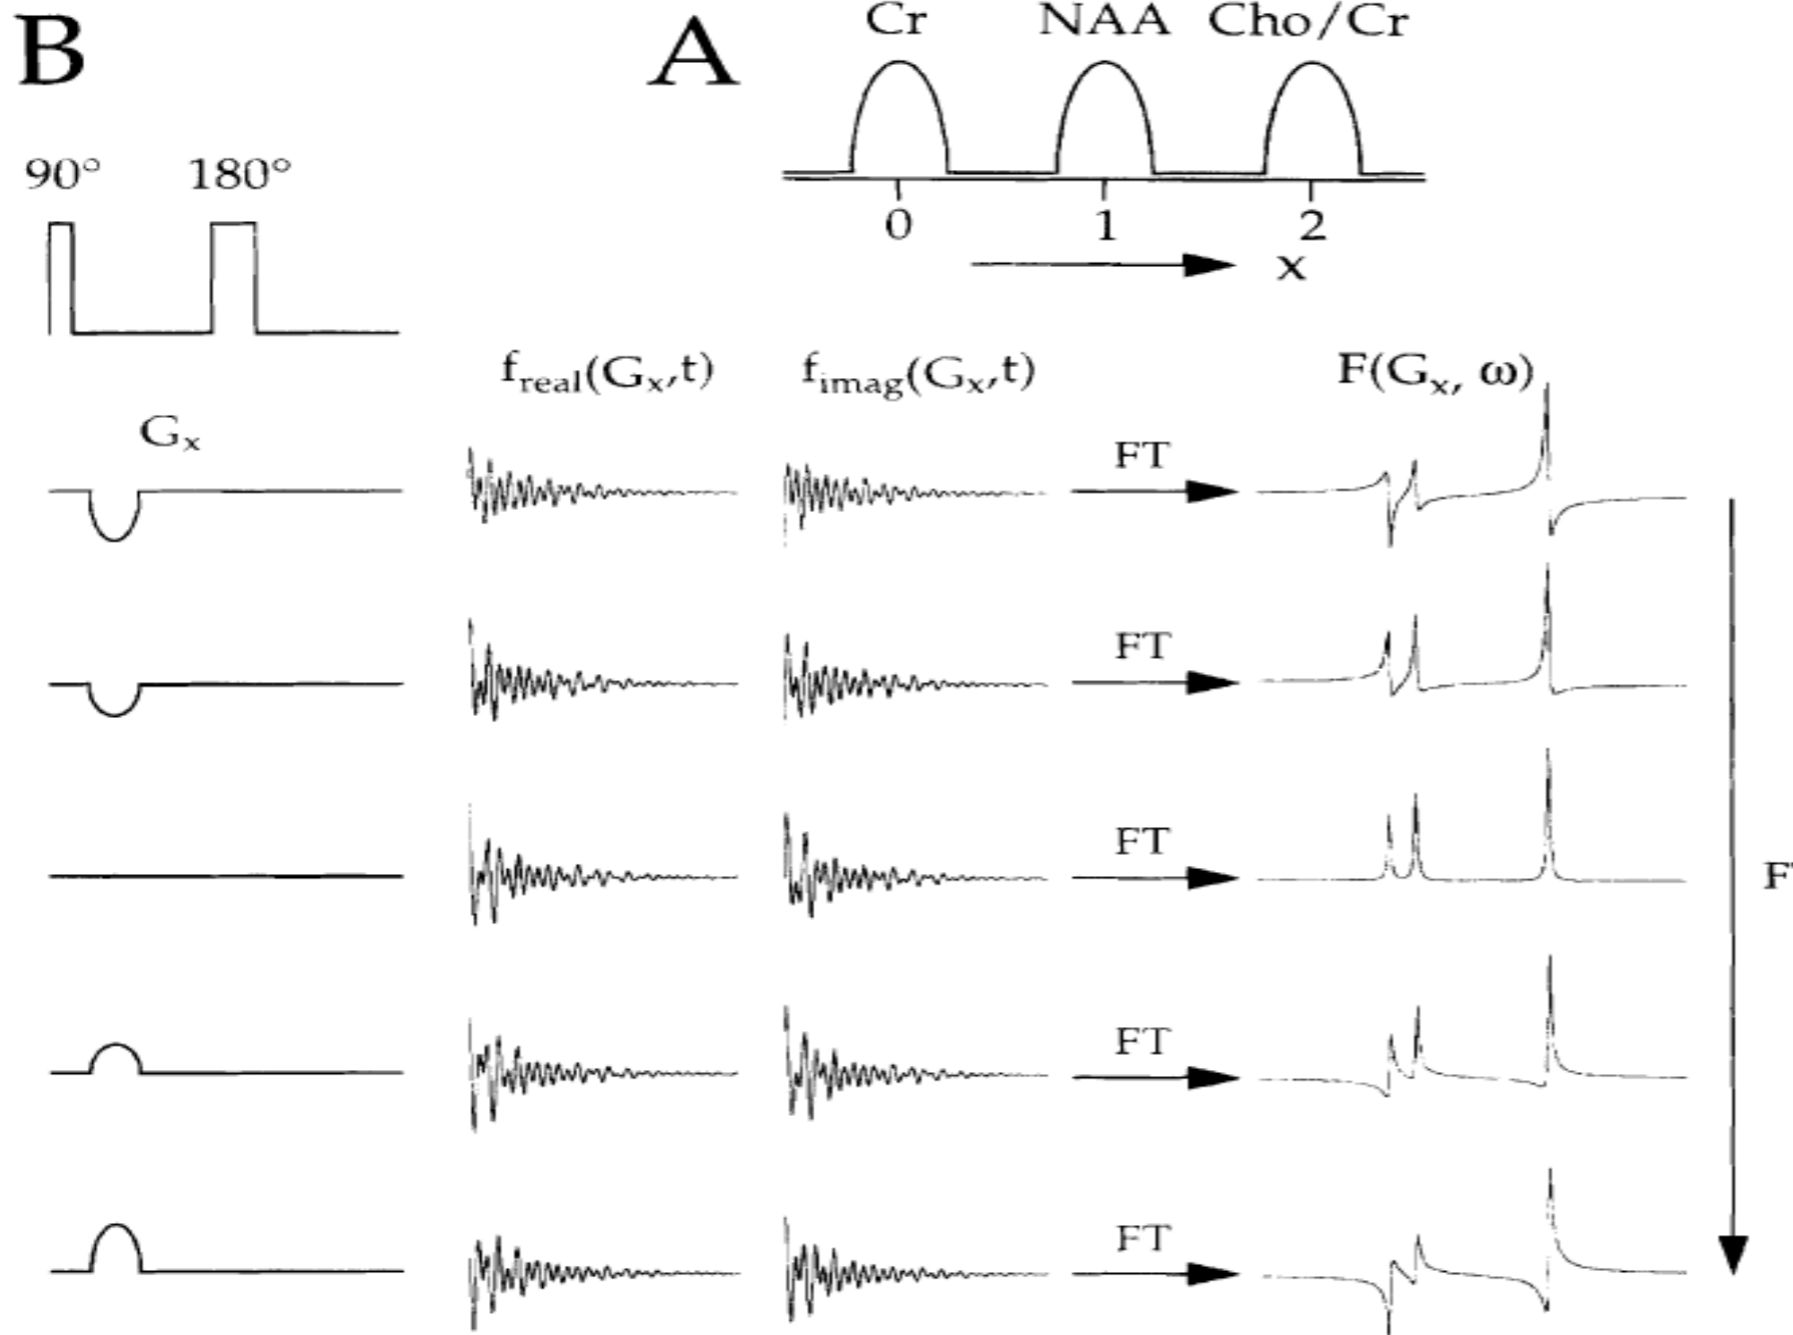 B
A
Cr NAA Cho/Cr
90° 180°
0 1 2
x
f_real(G_x,t) f_imag(G_x,t) F(G_x, ω)
G_x
FT
FT
FT
F
FT
FT